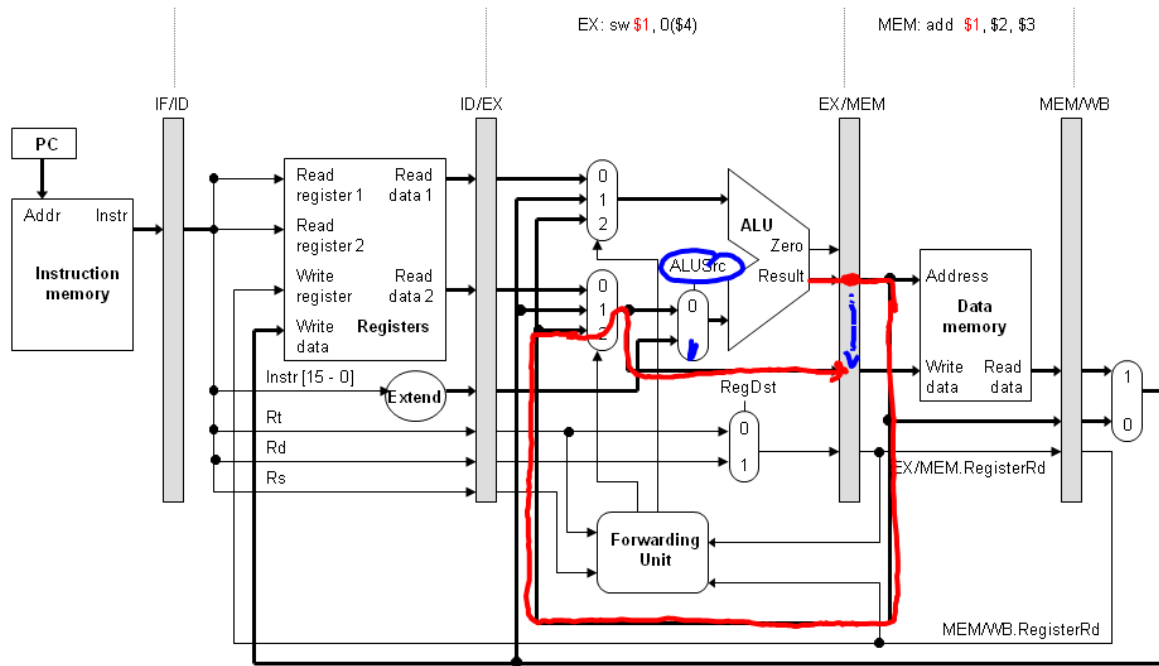 EX: sw $1, 0($4)
MEM: add $1, $2, $3
IF/ID
ID/EX
EX/MEM
MEM/WB
PC
Addr
Instr
Instruction
memory
Read
register 1
Read
data 1
Read
register 2
Write
register
Read
data 2
Write
data
Registers
0
1
2
0
1
2
ALUSrc
0
1
ALU
Zero
Result
Address
Data
memory
Write
data
Read
data
1
0
Instr [15 - 0]
Extend
RegDst
0
1
Rt
Rd
Rs
EX/MEM.RegisterRd
Forwarding
Unit
MEM/WB.RegisterRd